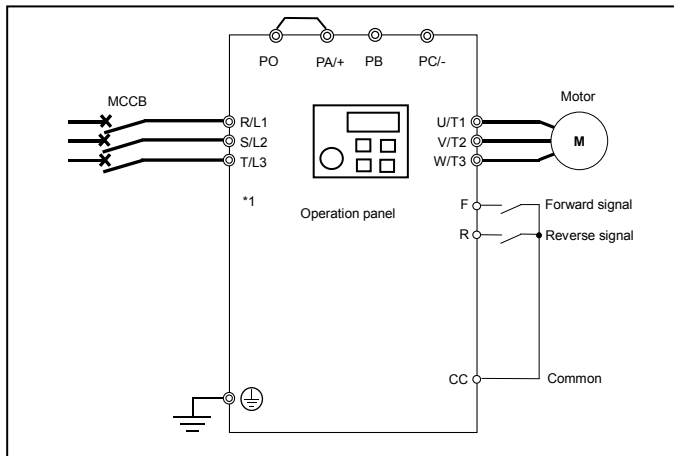 PO PA/+ PB PC/-
MCCB
Motor
R/L1
U/T1
S/L2
V/T2
M
T/L3
W/T3
*1
F
Forward signal
Operation panel
R
Reverse signal
CC
Common